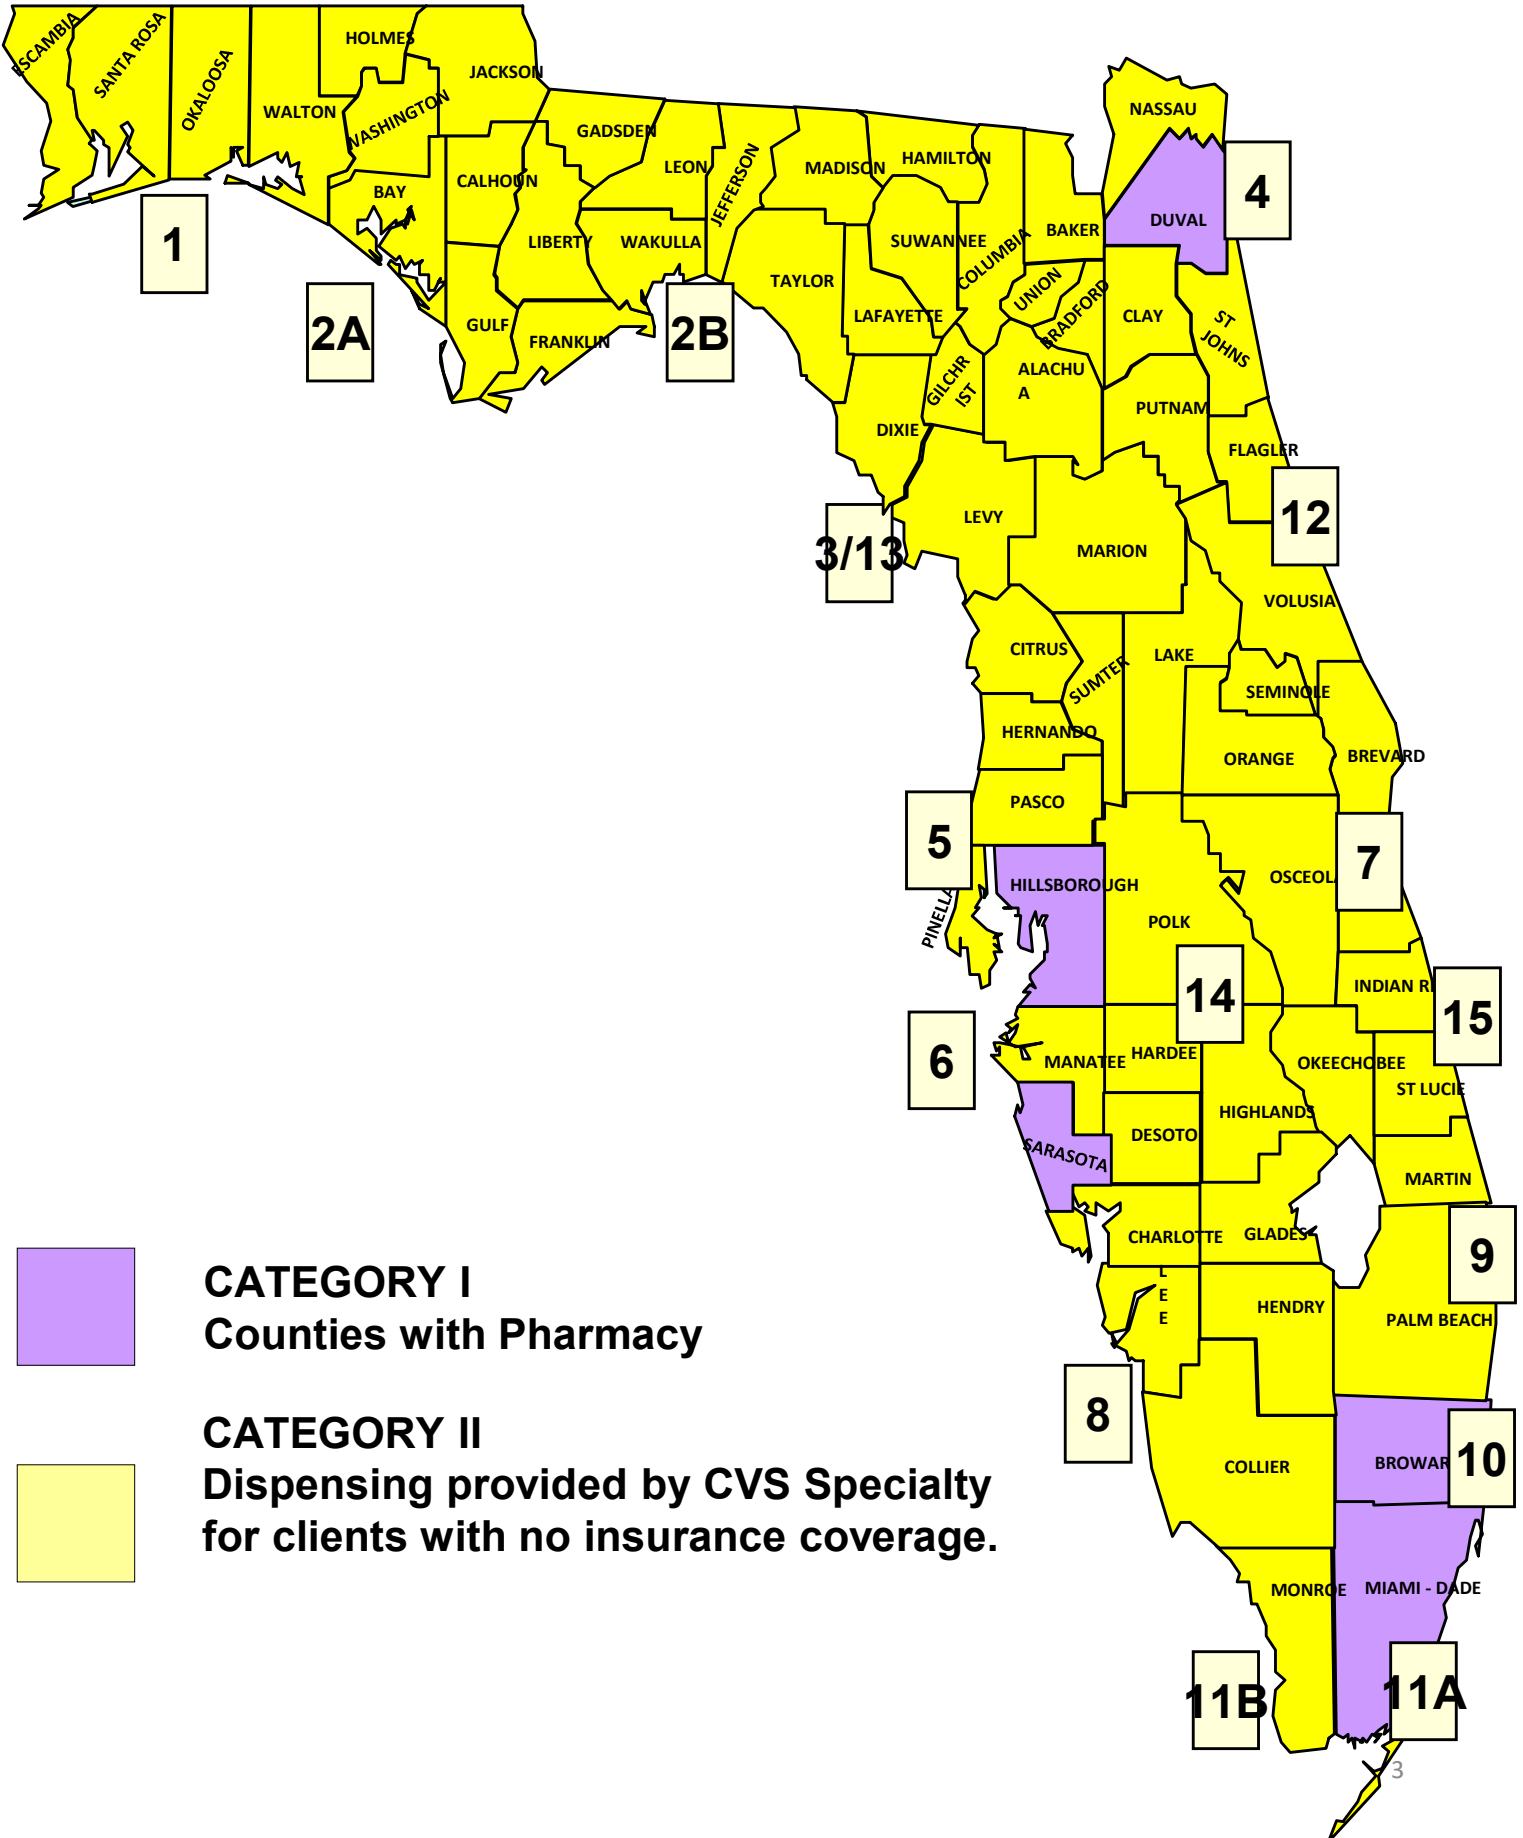 ESCAMBIA
SANTA ROSA
OKALOOSA
WALTON
HOLMES
WASHINGTON
JACKSON
BAY
CALHOUN
GULF
GADSDEN
LIBERTY
FRANKLIN
LEON
WAKULLA
JEFFERSON
MADISON
TAYLOR
HAMILTON
SUWANNEE
LAFAYETTE
COLUMBIA
BAKER
NASSAU
DUVAL
UNION
BRADFORD
CLAY
ST
JOHNS
GILCHR
IST
ALACHU
A
PUTNAM
DIXIE
FLAGLER
LEVY
MARION
VOLUSIA
CITRUS
SUMTER
LAKE
SEMINOLE
HERNANDO
ORANGE
BREVARD
PASCO
HILLSBOROUGH
PINELLA
POLK
OSCEOL
INDIAN R
MANATEE
HARDEE
OKEECHOBEE
ST LUCIE
HIGHLANDS
DESOTO
SARASOTA
MARTIN
CHARLOTTE
GLADES
L
E
E
HENDRY
PALM BEACH
COLLIER
BROWAR
MONROE
MIAMI - DADE
1
2A
2B
3/13
4
12
5
7
14
15
6
9
8
10
11B
11A
CATEGORY I
Counties with Pharmacy
CATEGORY II
Dispensing provided by CVS Specialty
for clients with no insurance coverage.
3